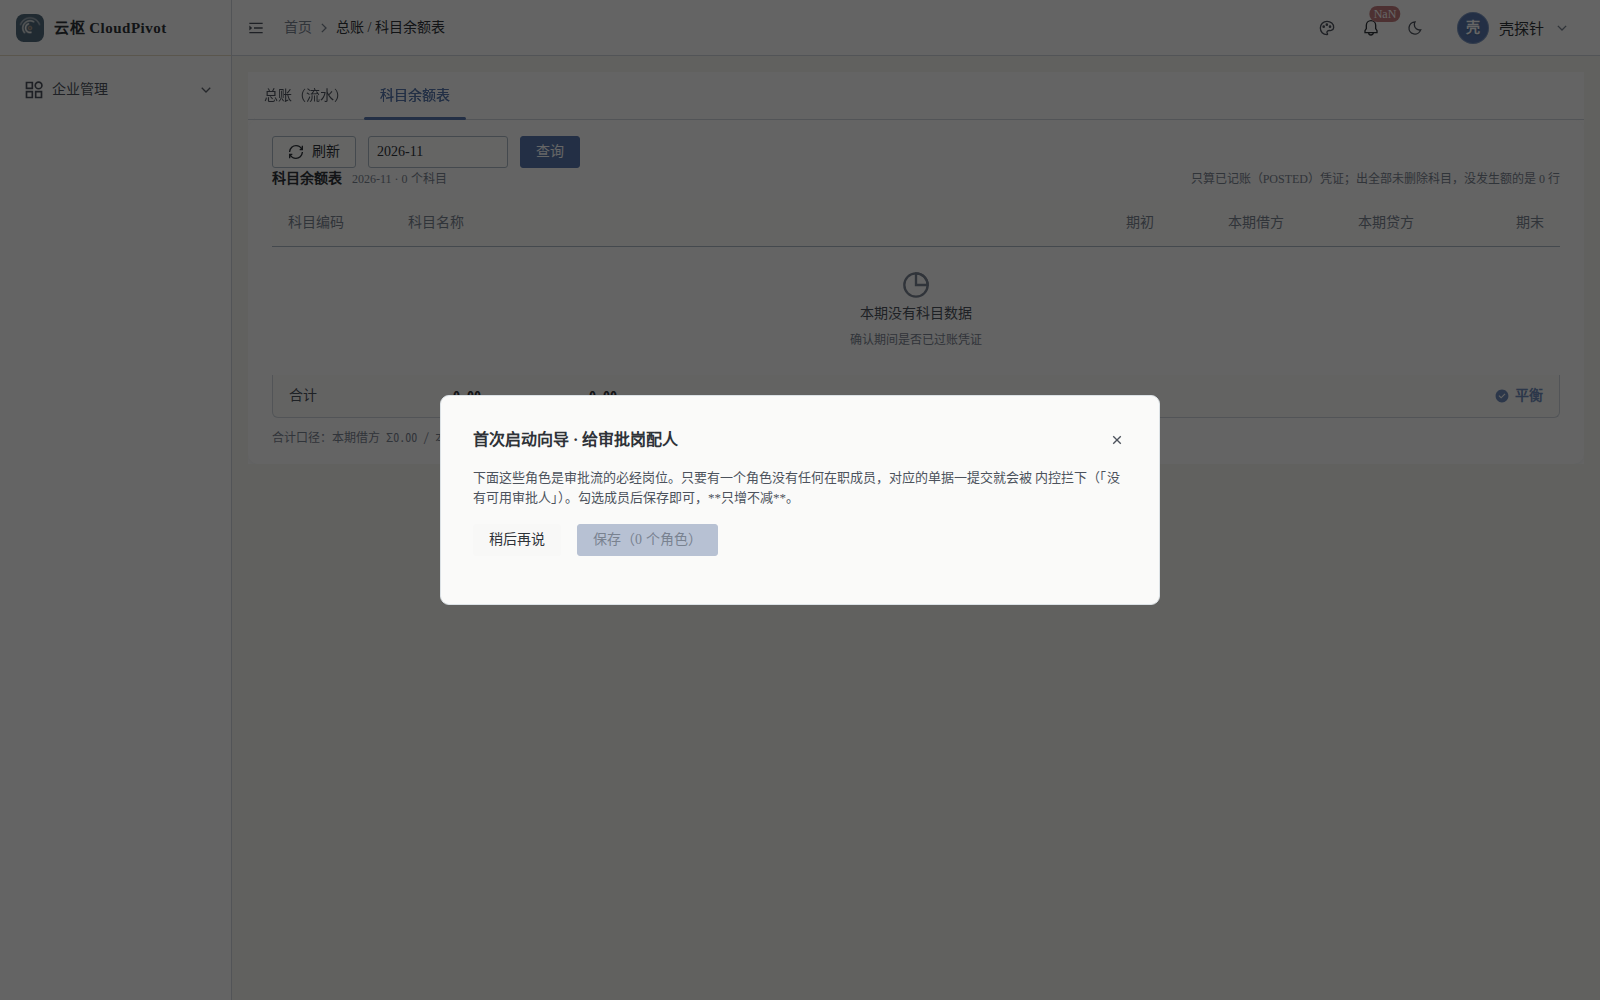 云枢 CloudPivot
首页 > 总账 / 科目余额表
NaN
壳 壳探针
企业管理
总账（流水） 科目余额表
刷新 2026-11 查询
科目余额表 2026-11 · 0 个科目 只算已记账（POSTED）凭证；出全部未删除科目，没发生额的是 0 行
科目编码 科目名称 期初 本期借方 本期贷方 期末
本期没有科目数据
确认期间是否已过账凭证
合计 平衡
合计口径：本期借方 Σ0.00 /
首次启动向导 · 给审批岗配人
下面这些角色是审批流的必经岗位。只要有一个角色没有任何在职成员，对应的单据一提交就会被 内控拦下（「没
有可用审批人」）。勾选成员后保存即可，**只增不减**。
稍后再说 保存（0 个角色）